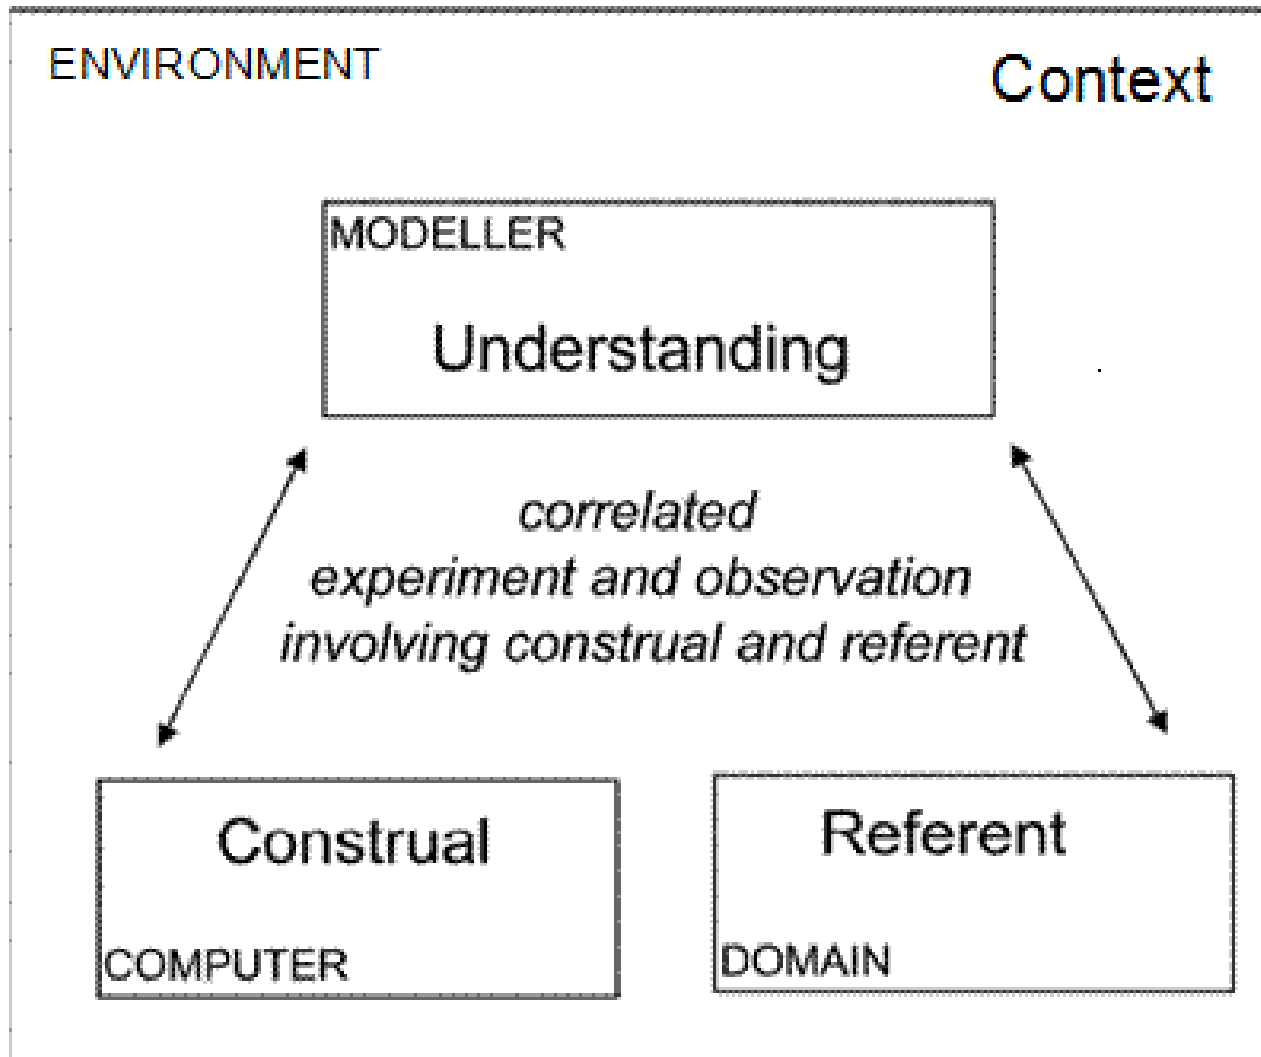 ENVIRONMENT
Context
MODELLER
Understanding
correlated
experiment and observation
involving construal and referent
Construal
COMPUTER
Referent
DOMAIN